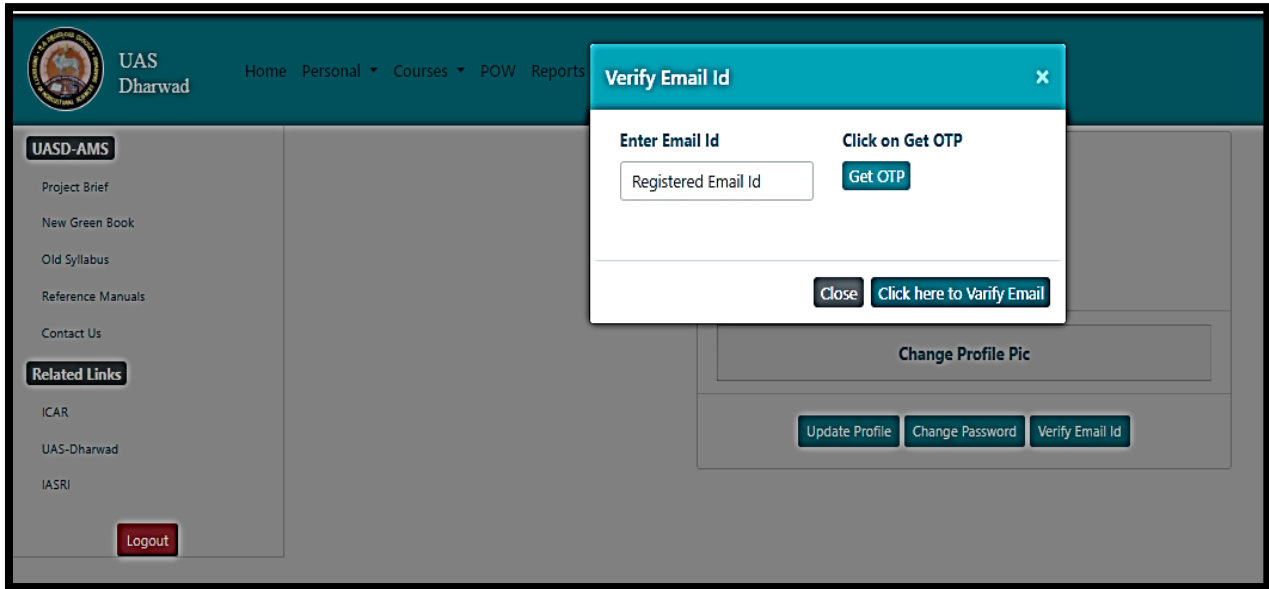 UAS
Dharwad
Home Personal Courses POW Reports
Verify Email Id ×
Enter Email Id
Click on Get OTP
Registered Email Id
Get OTP
Close Click here to Varify Email
UASD-AMS
Project Brief
New Green Book
Old Syllabus
Reference Manuals
Contact Us
Related Links
ICAR
UAS-Dharwad
IASRI
Logout
Change Profile Pic
Update Profile Change Password Verify Email Id